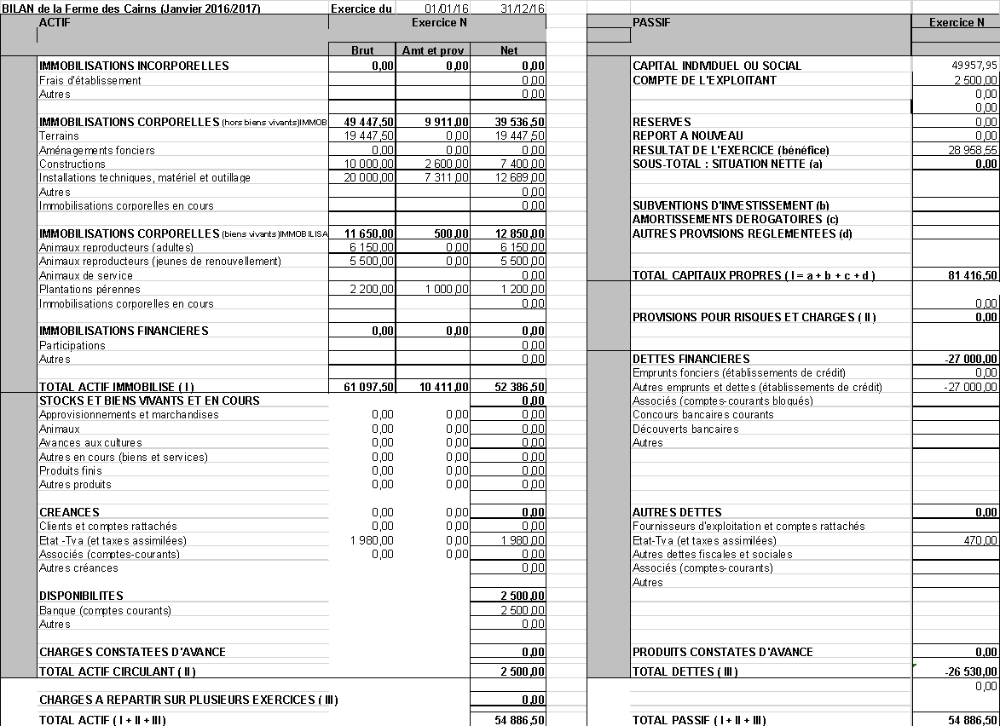 BILAN de la Ferme des Cairns (Janvier 2016/2017) Exercice du 01/01/16 31/12/16
ACTIF Exercice N
Brut Amt et prov Net
IMMOBILISATIONS INCORPORELLES 0,00 0,00 0,00
Frais d'établissement 0,00
Autres 0,00
IMMOBILISATIONS CORPORELLES (hors biens vivants)IMMOB 49 447,50 9 911,00 39 536,50
Terrains 19 447,50 0,00 19 447,50
Aménagements fonciers 0,00 0,00 0,00
Constructions 10 000,00 2 600,00 7 400,00
Installations techniques, matériel et outillage 20 000,00 7 311,00 12 689,00
Autres 0,00
Immobilisations corporelles en cours 0,00
IMMOBILISATIONS CORPORELLES (biens vivants)IMMOBILISA 11 650,00 500,00 12 850,00
Animaux reproducteurs (adultes) 6 150,00 0,00 6 150,00
Animaux reproducteurs (jeunes de renouvellement) 5 500,00 0,00 5 500,00
Animaux de service 0,00
Plantations pérennes 2 200,00 1 000,00 1 200,00
Immobilisations corporelles en cours 0,00
IMMOBILISATIONS FINANCIERES 0,00 0,00 0,00
Participations 0,00
Autres 0,00
TOTAL ACTIF IMMOBILISE ( I ) 61 097,50 10 411,00 52 386,50
STOCKS ET BIENS VIVANTS ET EN COURS 0,00
Approvisionnements et marchandises 0,00 0,00 0,00
Animaux 0,00 0,00 0,00
Avances aux cultures 0,00 0,00 0,00
Autres en cours (biens et services) 0,00 0,00 0,00
Produits finis 0,00 0,00 0,00
Autres produits 0,00 0,00 0,00
CREANCES 0,00 0,00 0,00
Clients et comptes rattachés 0,00 0,00 0,00
Etat -Tva (et taxes assimilées) 1 980,00 0,00 1 980,00
Associés (comptes-courants) 0,00 0,00 0,00
Autres créances 0,00
DISPONIBILITES 2 500,00
Banque (comptes courants) 2 500,00
Autres 0,00
CHARGES CONSTATEES D'AVANCE 0,00
TOTAL ACTIF CIRCULANT ( II ) 2 500,00
CHARGES A REPARTIR SUR PLUSIEURS EXERCICES ( III) 0,00
TOTAL ACTIF ( I + II + III ) 54 886,50
PASSIF Exercice N
CAPITAL INDIVIDUEL OU SOCIAL 49957,95
COMPTE DE L'EXPLOITANT 2 500,00
0,00
0,00
RESERVES 0,00
REPORT A NOUVEAU 0,00
RESULTAT DE L'EXERCICE (bénéfice) 28 958,55
SOUS-TOTAL : SITUATION NETTE (a) 0,00
SUBVENTIONS D'INVESTISSEMENT (b)
AMORTISSEMENTS DEROGATOIRES (c)
AUTRES PROVISIONS REGLEMENTEES (d)
TOTAL CAPITAUX PROPRES ( I = a + b + c + d ) 81 416,50
0,00
PROVISIONS POUR RISQUES ET CHARGES ( II ) 0,00
DETTES FINANCIERES -27 000,00
Emprunts fonciers (établissements de crédit) 0,00
Autres emprunts et dettes (établissements de crédit) -27 000,00
Associés (comptes-courants bloqués)
Concours bancaires courants
Découverts bancaires
Autres
AUTRES DETTES 0,00
Fournisseurs d'exploitation et comptes rattachés
Etat-Tva (et taxes assimilées) 470,00
Autres dettes fiscales et sociales
Associés (comptes-courants)
Autres
PRODUITS CONSTATES D'AVANCE 0,00
TOTAL DETTES ( III ) -26 530,00
0,00
TOTAL PASSIF ( I + II + III ) 54 886,50